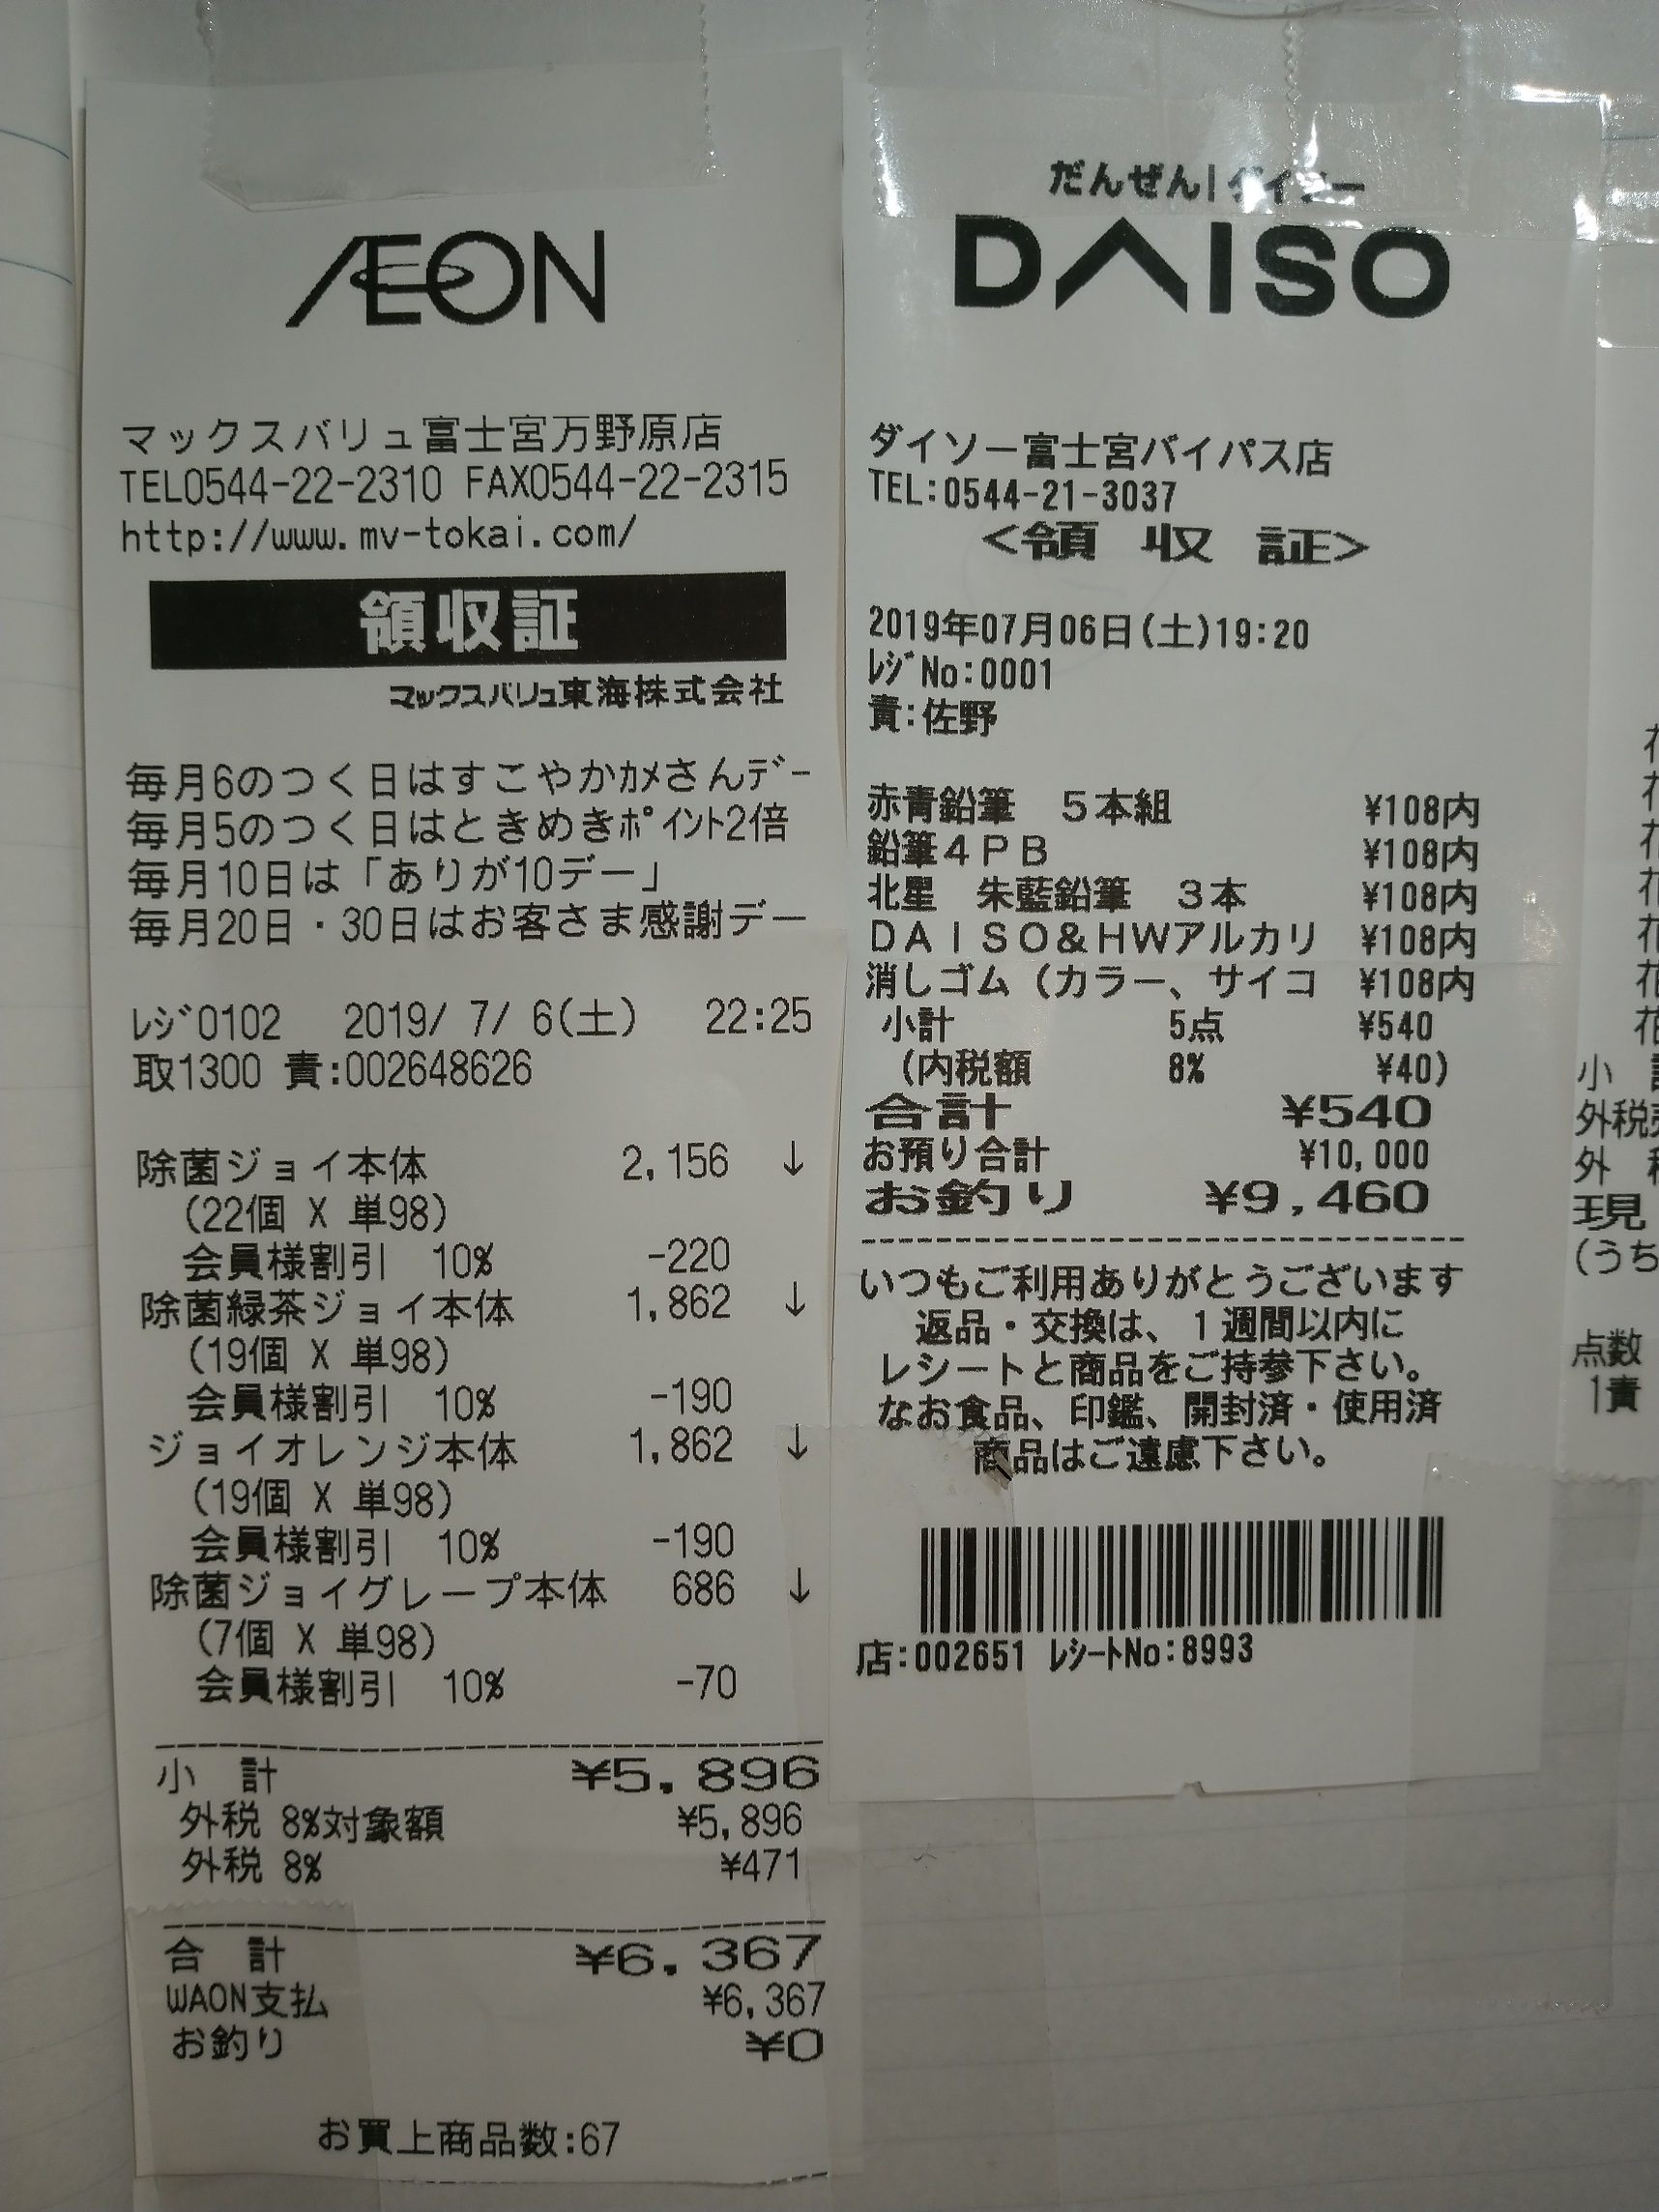 ÆON
マックスバリュ富士宮万野原店
TEL0544-22-2310 FAX0544-22-2315
http://www.mv-tokai.com/
領収証
マックスバリュ東海株式会社
毎月6のつく日はすこやかカメさんデー
毎月5のつく日はときめきポイント2倍
毎月10日は「ありが10デー」
毎月20日・30日はお客さま感謝デー
レジ0102 2019/ 7/ 6(土) 22:25
取1300 責:002648626
除菌ジョイ本体 2,156 ↓
(22個 X 単98)
会員様割引 10% -220
除菌緑茶ジョイ本体 1,862 ↓
(19個 X 単98)
会員様割引 10% -190
ジョイオレンジ本体 1,862 ↓
(19個 X 単98)
会員様割引 10% -190
除菌ジョイグレープ本体 686 ↓
(7個 X 単98)
会員様割引 10% -70
小 計 ¥5,896
外税 8%対象額 ¥5,896
外税 8% ¥471
合 計 ¥6,367
WAON支払 ¥6,367
お釣り ¥0
お買上商品数:67
だんぜん!ダイソー
DAISO
ダイソー富士宮バイパス店
TEL:0544-21-3037
<領 収 証>
2019年07月06日(土)19:20
レジNo:0001
責:佐野
赤青鉛筆 5本組 ¥108内
鉛筆4PB ¥108内
北星 朱藍鉛筆 3本 ¥108内
DAISO&HWアルカリ ¥108内
消しゴム(カラー、サイコ ¥108内
小計 5点 ¥540
(内税額 8% ¥40)
合計 ¥540
お預り合計 ¥10,000
お釣り ¥9,460
いつもご利用ありがとうございます
返品・交換は、1週間以内に
レシートと商品をご持参下さい。
なお食品、印鑑、開封済・使用済
商品はご遠慮下さい。
店:002651 レシートNo:8993
小
外税
外
現
(うち
点数
1責